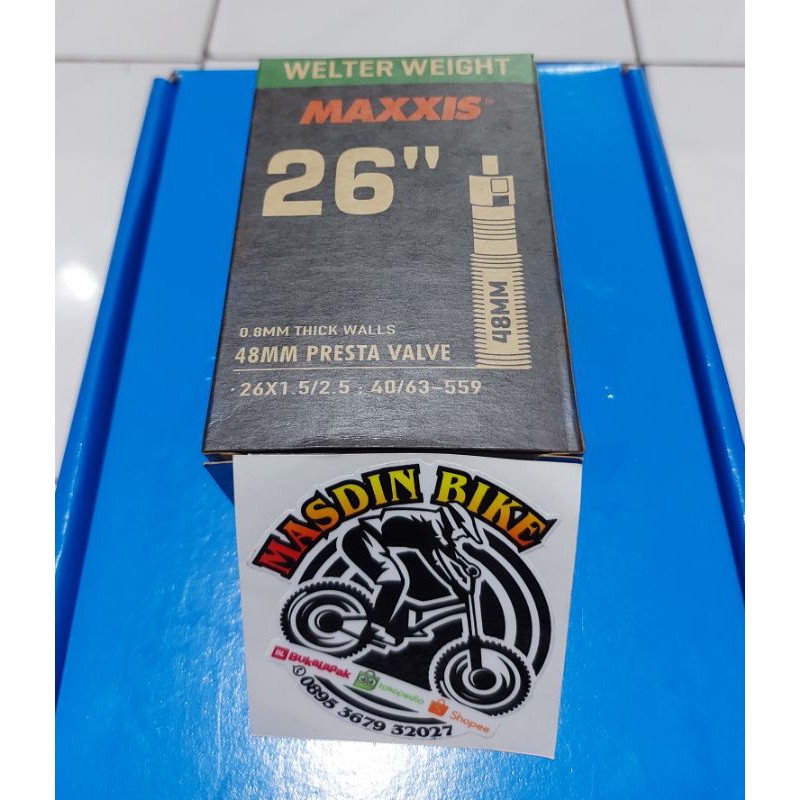 WELTER WEIGHT
MAXXIS
26"
48MM
0.8MM THICK WALLS
48MM PRESTA VALVE
·26X1.5/2.5 ; 40/63-559
MASDIN BIKE
BL Bukalapak
tokopedia
Shopee
0895 3679 32027